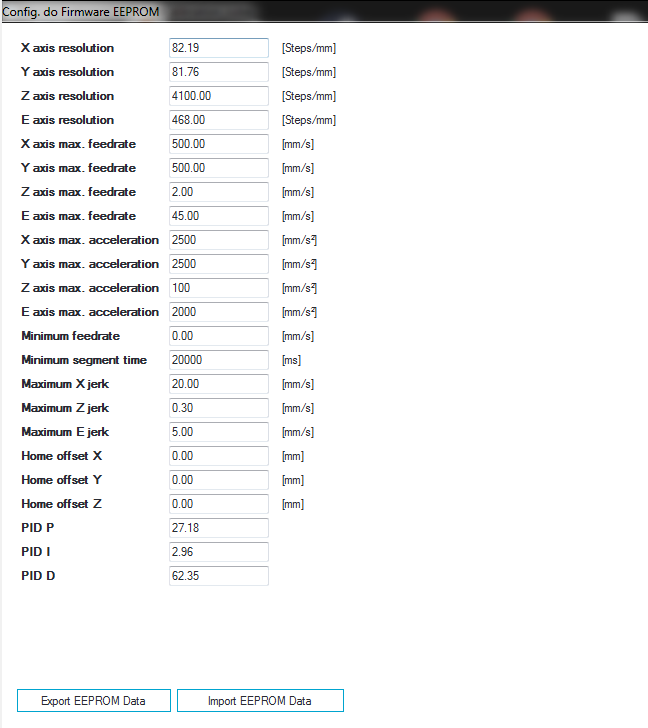 Config. do Firmware EEPROM
X axis resolution 82.19 [Steps/mm]
Y axis resolution 81.76 [Steps/mm]
Z axis resolution 4100.00 [Steps/mm]
E axis resolution 468.00 [Steps/mm]
X axis max. feedrate 500.00 [mm/s]
Y axis max. feedrate 500.00 [mm/s]
Z axis max. feedrate 2.00 [mm/s]
E axis max. feedrate 45.00 [mm/s]
X axis max. acceleration 2500 [mm/s²]
Y axis max. acceleration 2500 [mm/s²]
Z axis max. acceleration 100 [mm/s²]
E axis max. acceleration 2000 [mm/s²]
Minimum feedrate 0.00 [mm/s]
Minimum segment time 20000 [ms]
Maximum X jerk 20.00 [mm/s]
Maximum Z jerk 0.30 [mm/s]
Maximum E jerk 5.00 [mm/s]
Home offset X 0.00 [mm]
Home offset Y 0.00 [mm]
Home offset Z 0.00 [mm]
PID P 27.18
PID I 2.96
PID D 62.35
Export EEPROM Data Import EEPROM Data